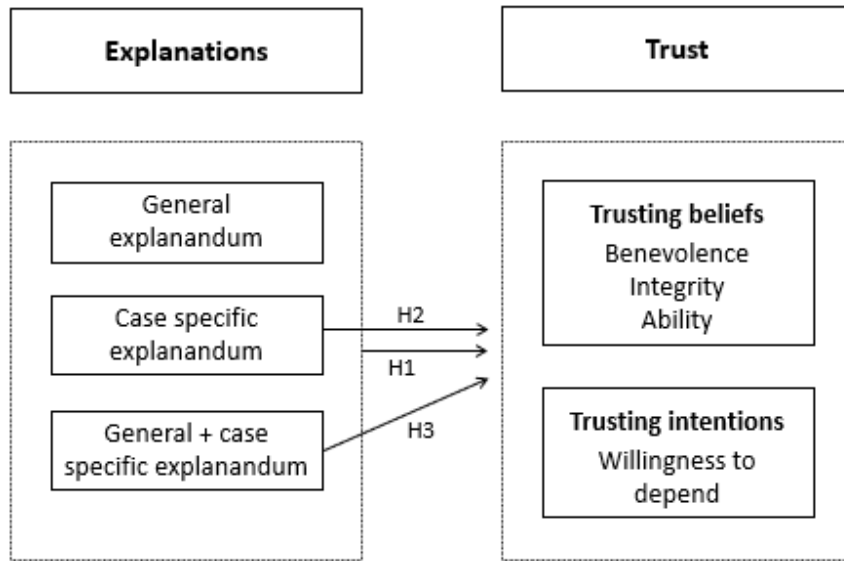 Explanations
Trust
General
explanandum
Case specific
explanandum
General + case
specific explanandum
H2
H1
H3
Trusting beliefs
Benevolence
Integrity
Ability
Trusting intentions
Willingness to
depend